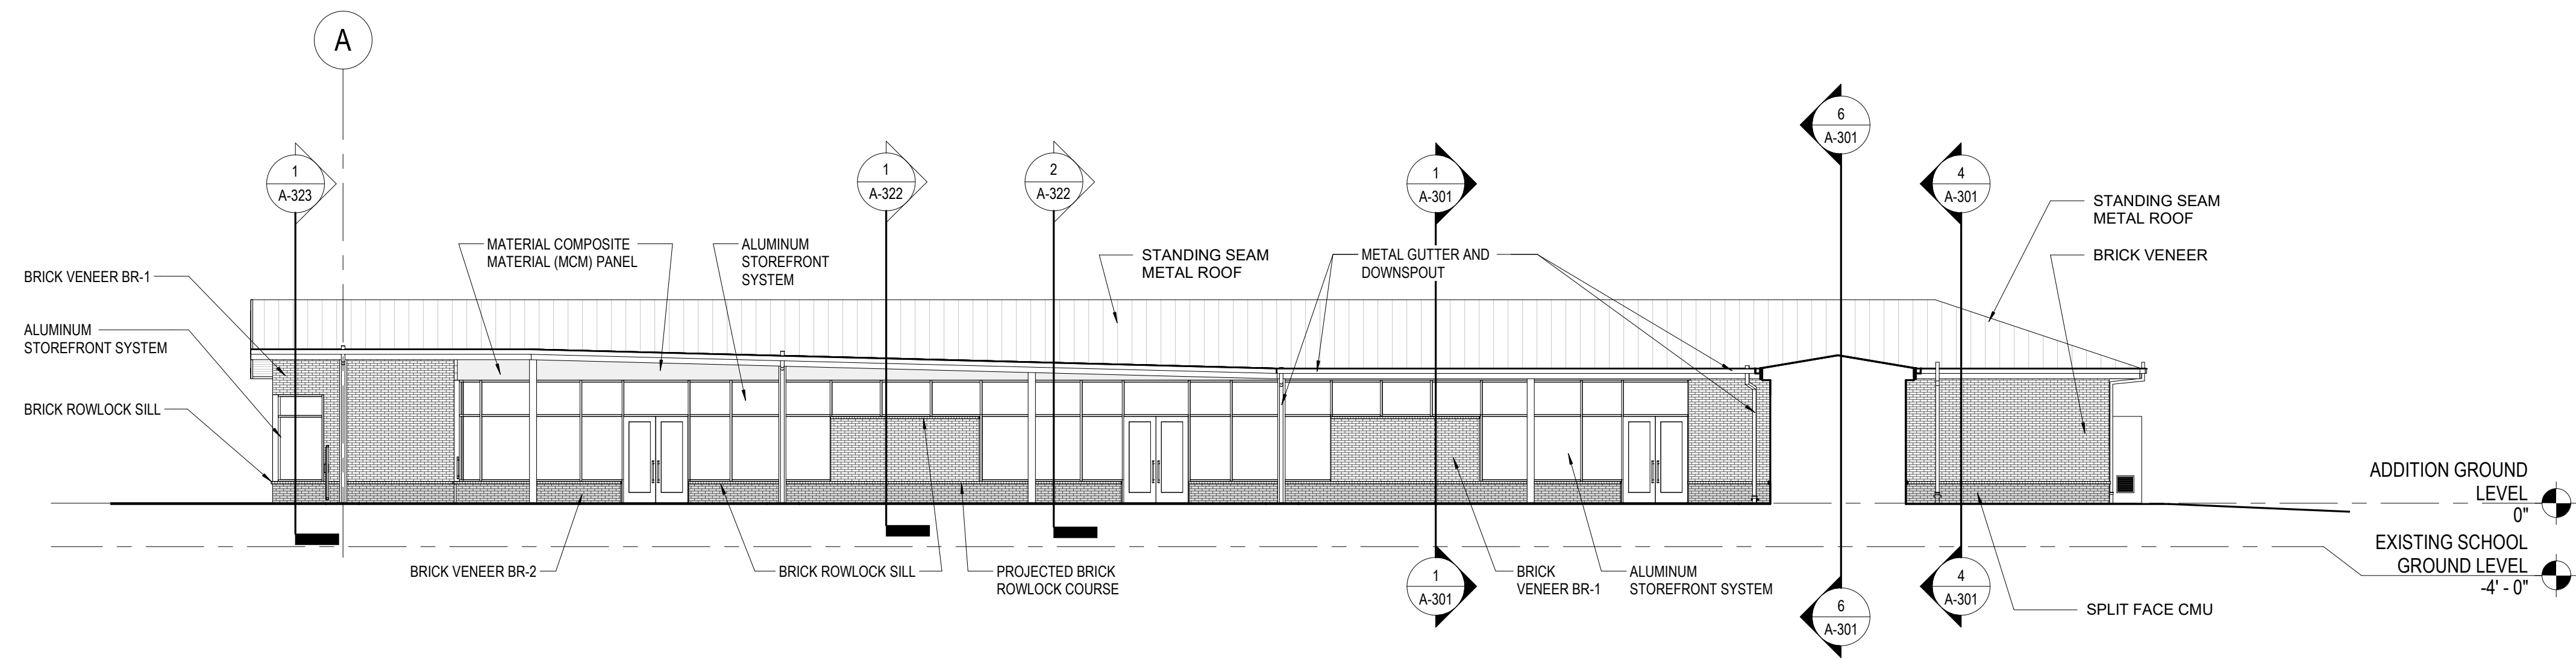 A
6
A-301
1
A-323
1
A-322
2
A-322
1
A-301
4
A-301
STANDING SEAM
METAL ROOF
BRICK VENEER
MATERIAL COMPOSITE
MATERIAL (MCM) PANEL
ALUMINUM
STOREFRONT
SYSTEM
STANDING SEAM
METAL ROOF
METAL GUTTER AND
DOWNSPOUT
BRICK VENEER BR-1
ALUMINUM
STOREFRONT SYSTEM
BRICK ROWLOCK SILL
ADDITION GROUND
LEVEL
0"
EXISTING SCHOOL
GROUND LEVEL
-4' - 0"
BRICK VENEER BR-2
BRICK ROWLOCK SILL
PROJECTED BRICK
ROWLOCK COURSE
1
A-301
BRICK
VENEER BR-1
ALUMINUM
STOREFRONT SYSTEM
6
A-301
4
A-301
SPLIT FACE CMU